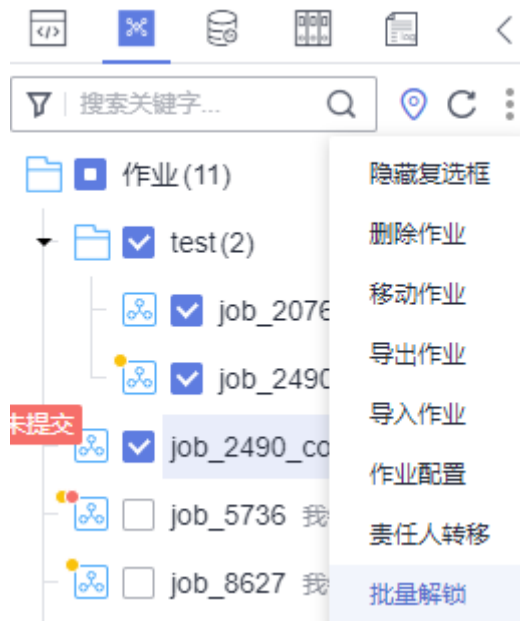 搜索关键字...
作业(11)
隐藏复选框
test(2)
删除作业
移动作业
job_2076
导出作业
job_2490
导入作业
未提交
job_2490_co
作业配置
job_5736 我
责任人转移
job_8627 我
批量解锁